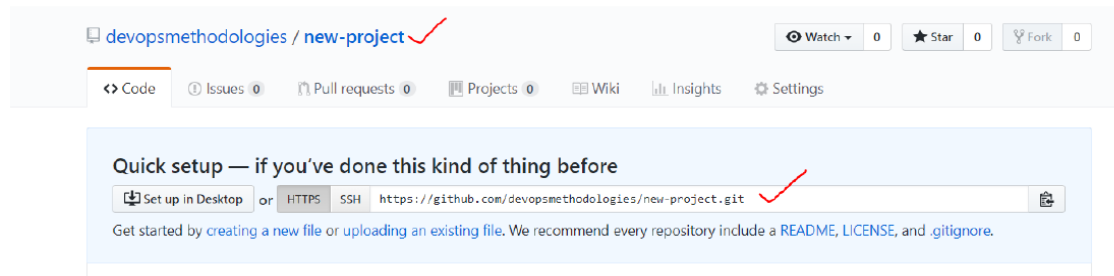 devopsmethodologies / new-project
Watch 0 Star 0 Fork 0
Code Issues 0 Pull requests 0 Projects 0 Wiki Insights Settings
Quick setup — if you've done this kind of thing before
Set up in Desktop or HTTPS SSH https://github.com/devopsmethodologies/new-project.git
Get started by creating a new file or uploading an existing file. We recommend every repository include a README, LICENSE, and .gitignore.